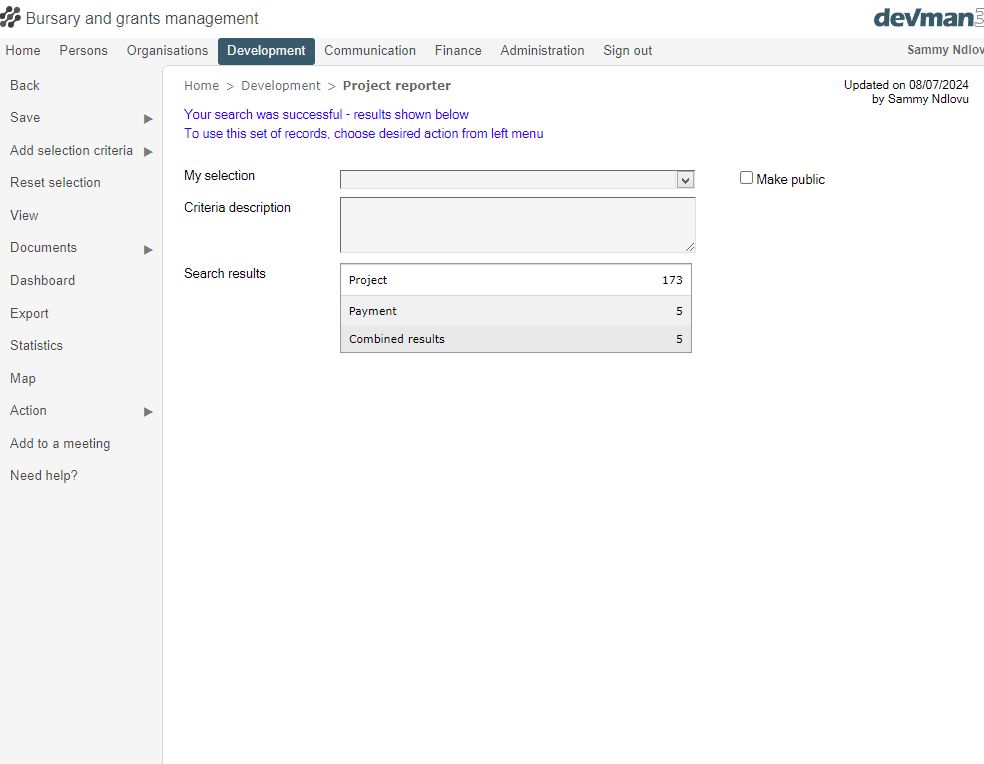 Bursary and grants management
devman5
Home Persons Organisations Development Communication Finance Administration Sign out Sammy Ndlov
Back
Save
Add selection criteria
Reset selection
View
Documents
Dashboard
Export
Statistics
Map
Action
Add to a meeting
Need help?
Home > Development > Project reporter
Updated on 08/07/2024
by Sammy Ndlovu
Your search was successful - results shown below
To use this set of records, choose desired action from left menu
My selection
Make public
Criteria description
Search results
Project 173
Payment 5
Combined results 5